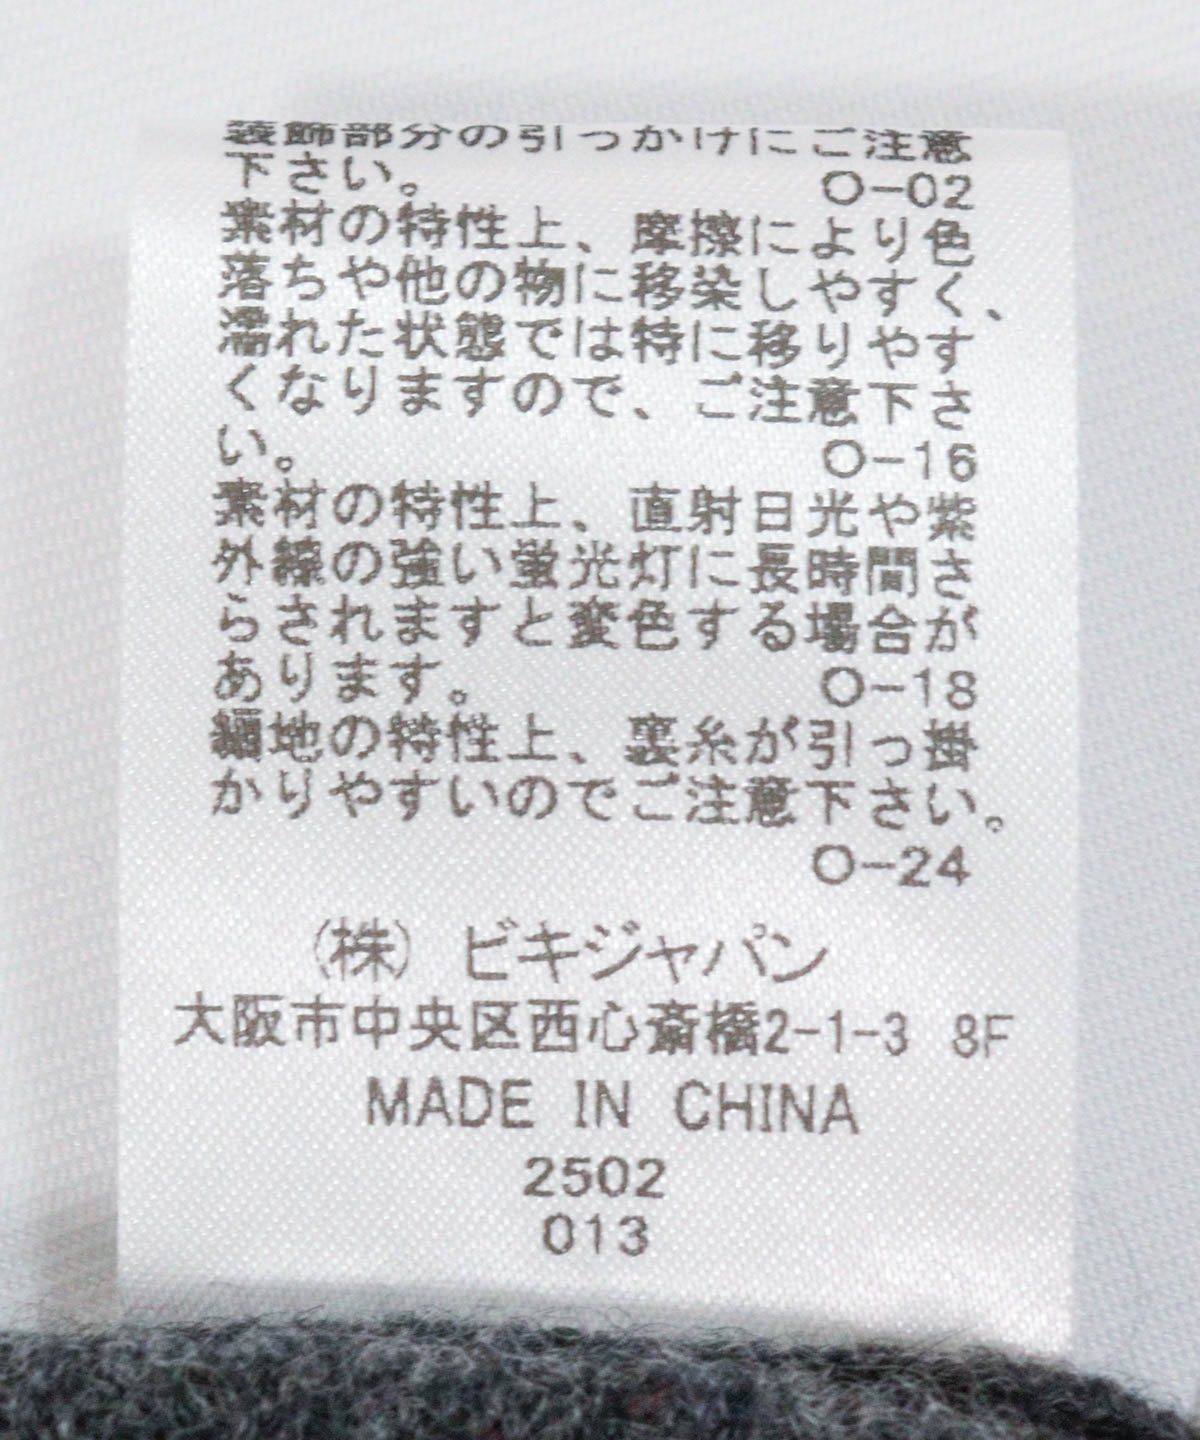 装飾部分の引っかけにご注意
下さい。 O-02
素材の特性上、摩擦により色
落ちや他の物に移染しやすく、
濡れた状態では特に移りやす
くなりますので、ご注意下さ
い。 O-16
素材の特性上、直射日光や紫
外線の強い蛍光灯に長時間さ
らされますと変色する場合が
あります。 O-18
編地の特性上、裏糸が引っ掛
かりやすいのでご注意下さい。
O-24
(株) ビキジャパン
大阪市中央区西心斎橋2-1-3 8F
MADE IN CHINA
2502
013